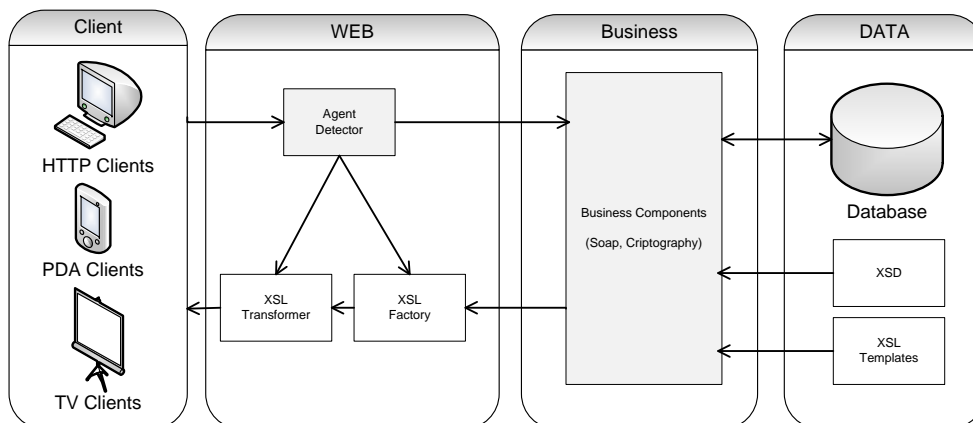 Client
WEB
Business
DATA
HTTP Clients
PDA Clients
TV Clients
Agent
Detector
XSL
Transformer
XSL
Factory
Business Components
(Soap, Criptography)
Database
XSD
XSL
Templates